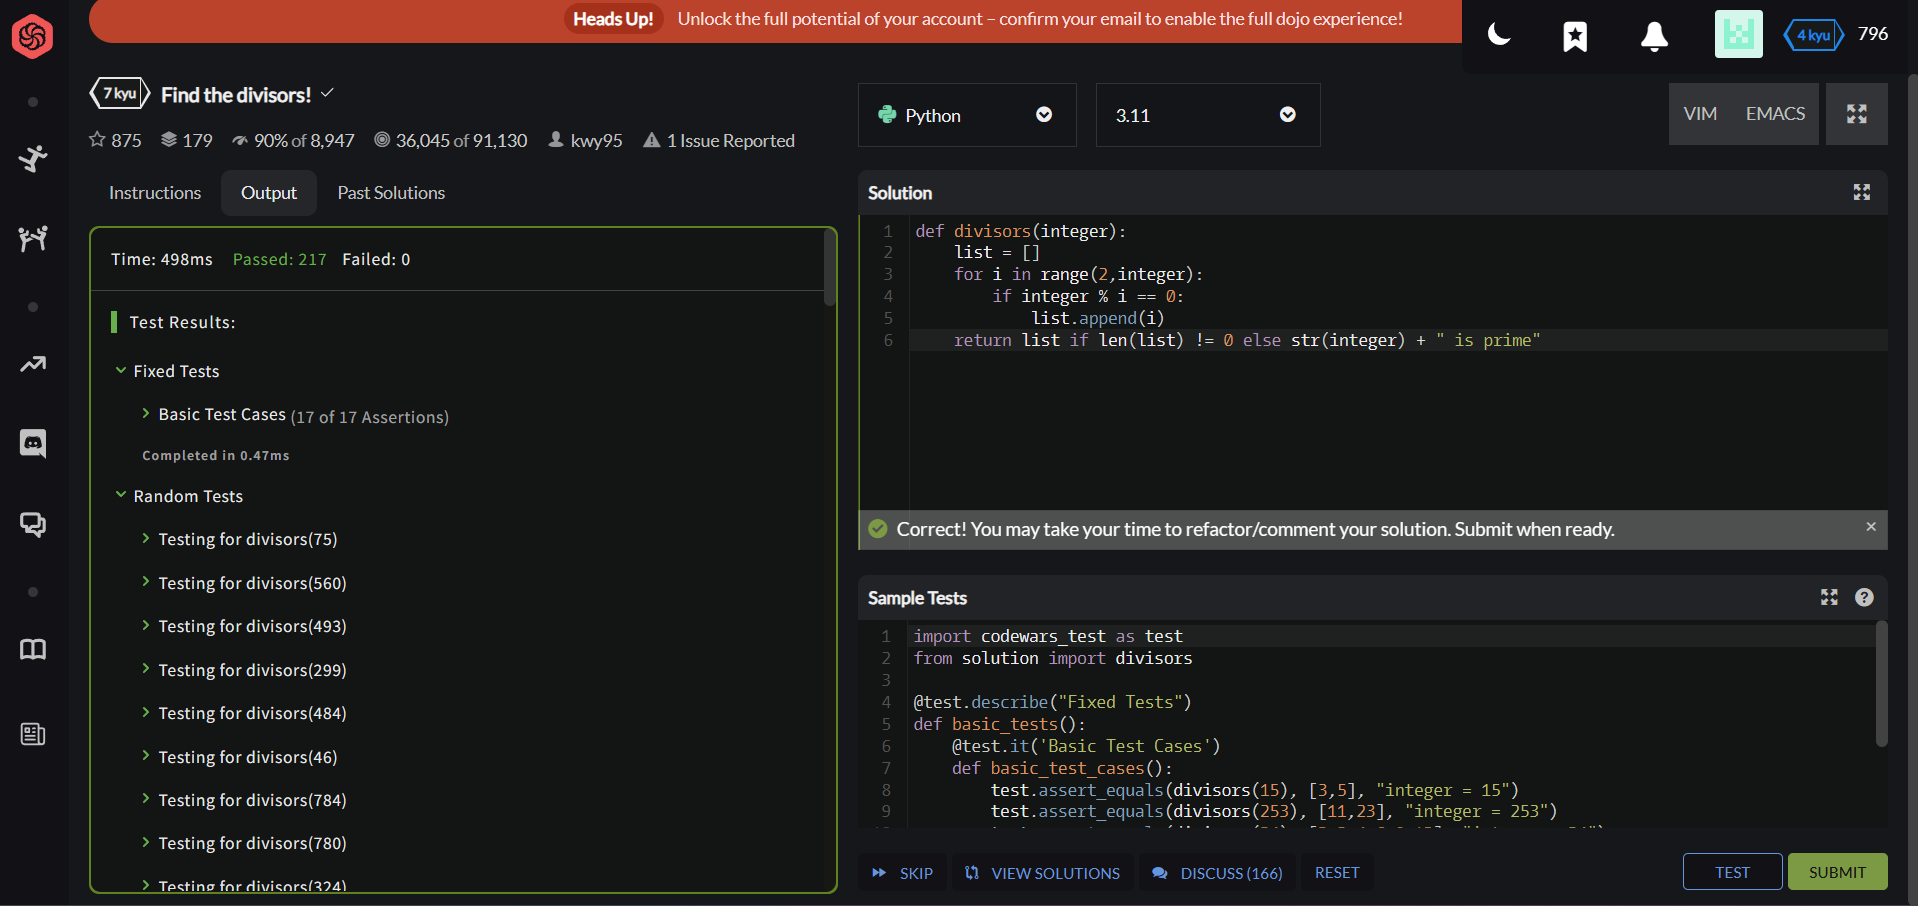 Heads Up! Unlock the full potential of your account – confirm your email to enable the full dojo experience!
4 kyu 796
7 kyu Find the divisors!
875 179 90% of 8,947 36,045 of 91,130 kwy95 1 Issue Reported
Instructions Output Past Solutions
Time: 498ms Passed: 217 Failed: 0
Test Results:
Fixed Tests
Basic Test Cases (17 of 17 Assertions)
Completed in 0.47ms
Random Tests
Testing for divisors(75)
Testing for divisors(560)
Testing for divisors(493)
Testing for divisors(299)
Testing for divisors(484)
Testing for divisors(46)
Testing for divisors(784)
Testing for divisors(780)
Testing for divisors(324)
Python 3.11 VIM EMACS
Solution
1 def divisors(integer):
2 list = []
3 for i in range(2,integer):
4 if integer % i == 0:
5 list.append(i)
6 return list if len(list) != 0 else str(integer) + " is prime"
Correct! You may take your time to refactor/comment your solution. Submit when ready. ×
Sample Tests
1 import codewars_test as test
2 from solution import divisors
3
4 @test.describe("Fixed Tests")
5 def basic_tests():
6 @test.it('Basic Test Cases')
7 def basic_test_cases():
8 test.assert_equals(divisors(15), [3,5], "integer = 15")
9 test.assert_equals(divisors(253), [11,23], "integer = 253")
SKIP VIEW SOLUTIONS DISCUSS (166) RESET TEST SUBMIT